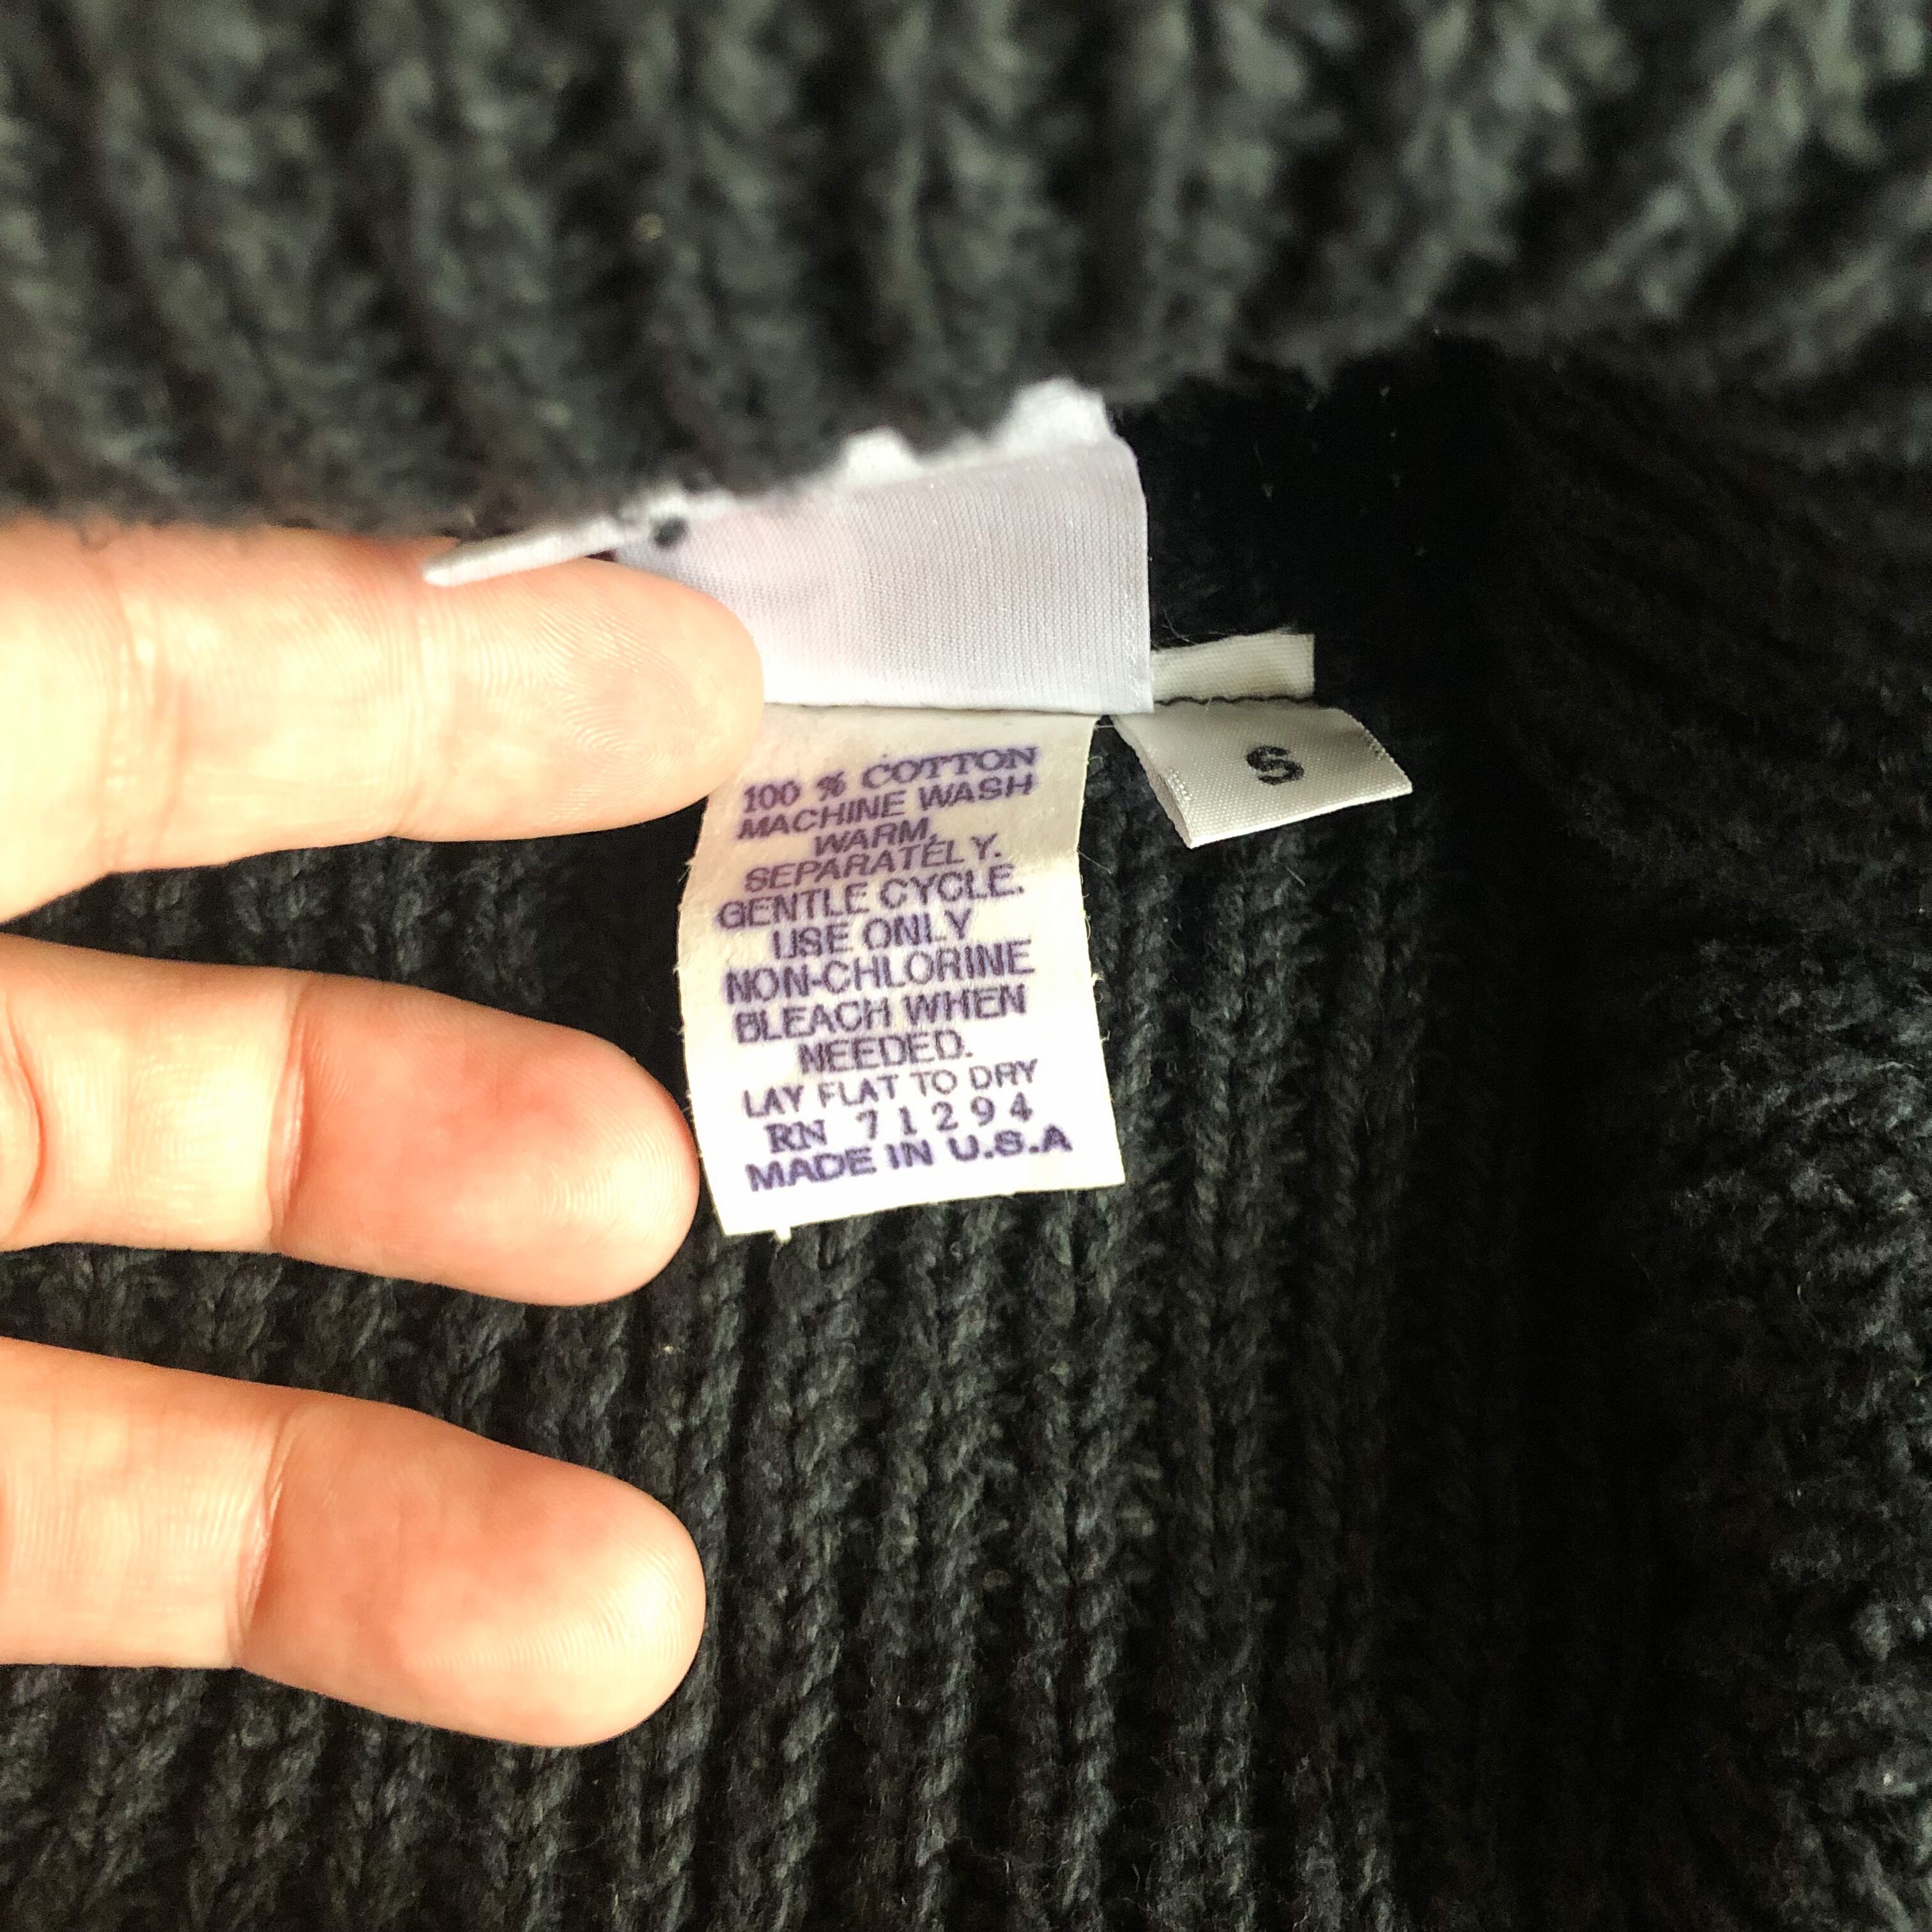 100 % COTTON
MACHINE WASH
WARM,
SEPARATELY.
GENTLE CYCLE.
USE ONLY
NON-CHLORINE
BLEACH WHEN
NEEDED.
LAY FLAT TO DRY
RN 71294
MADE IN U.S.A
S